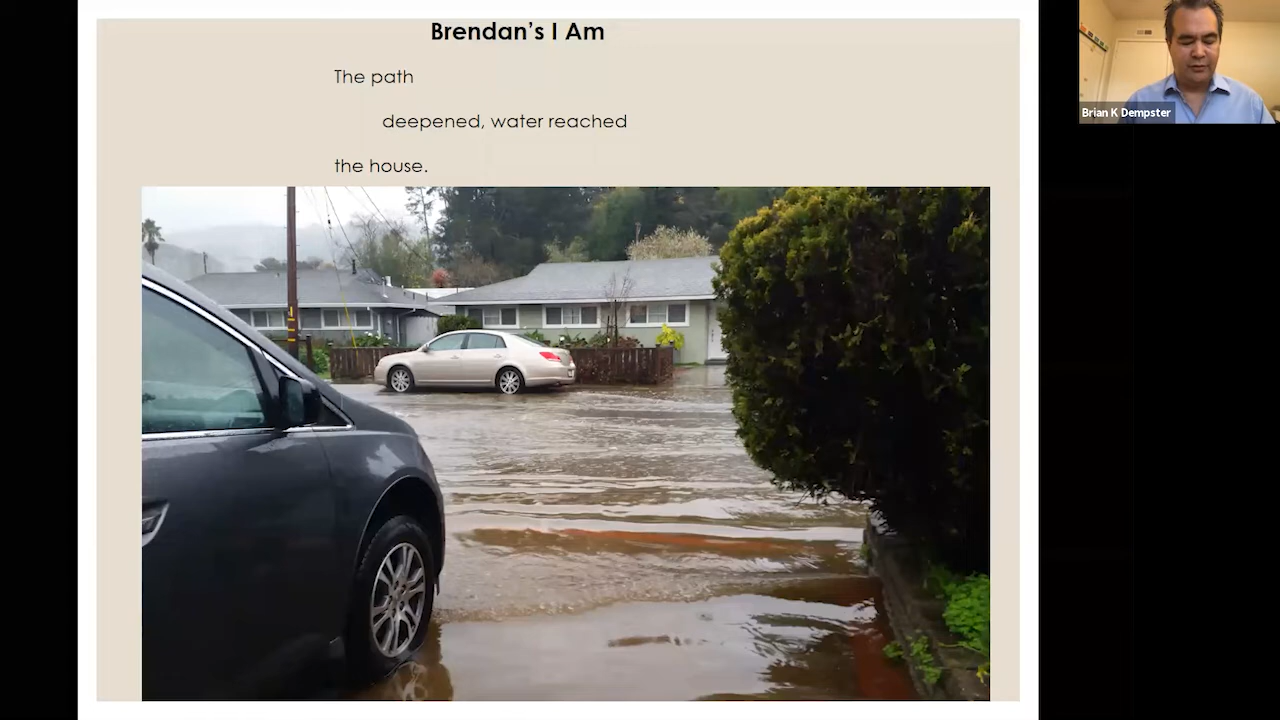 Brendan’s I Am
The path
deepened, water reached
the house.
Brian K Dempster